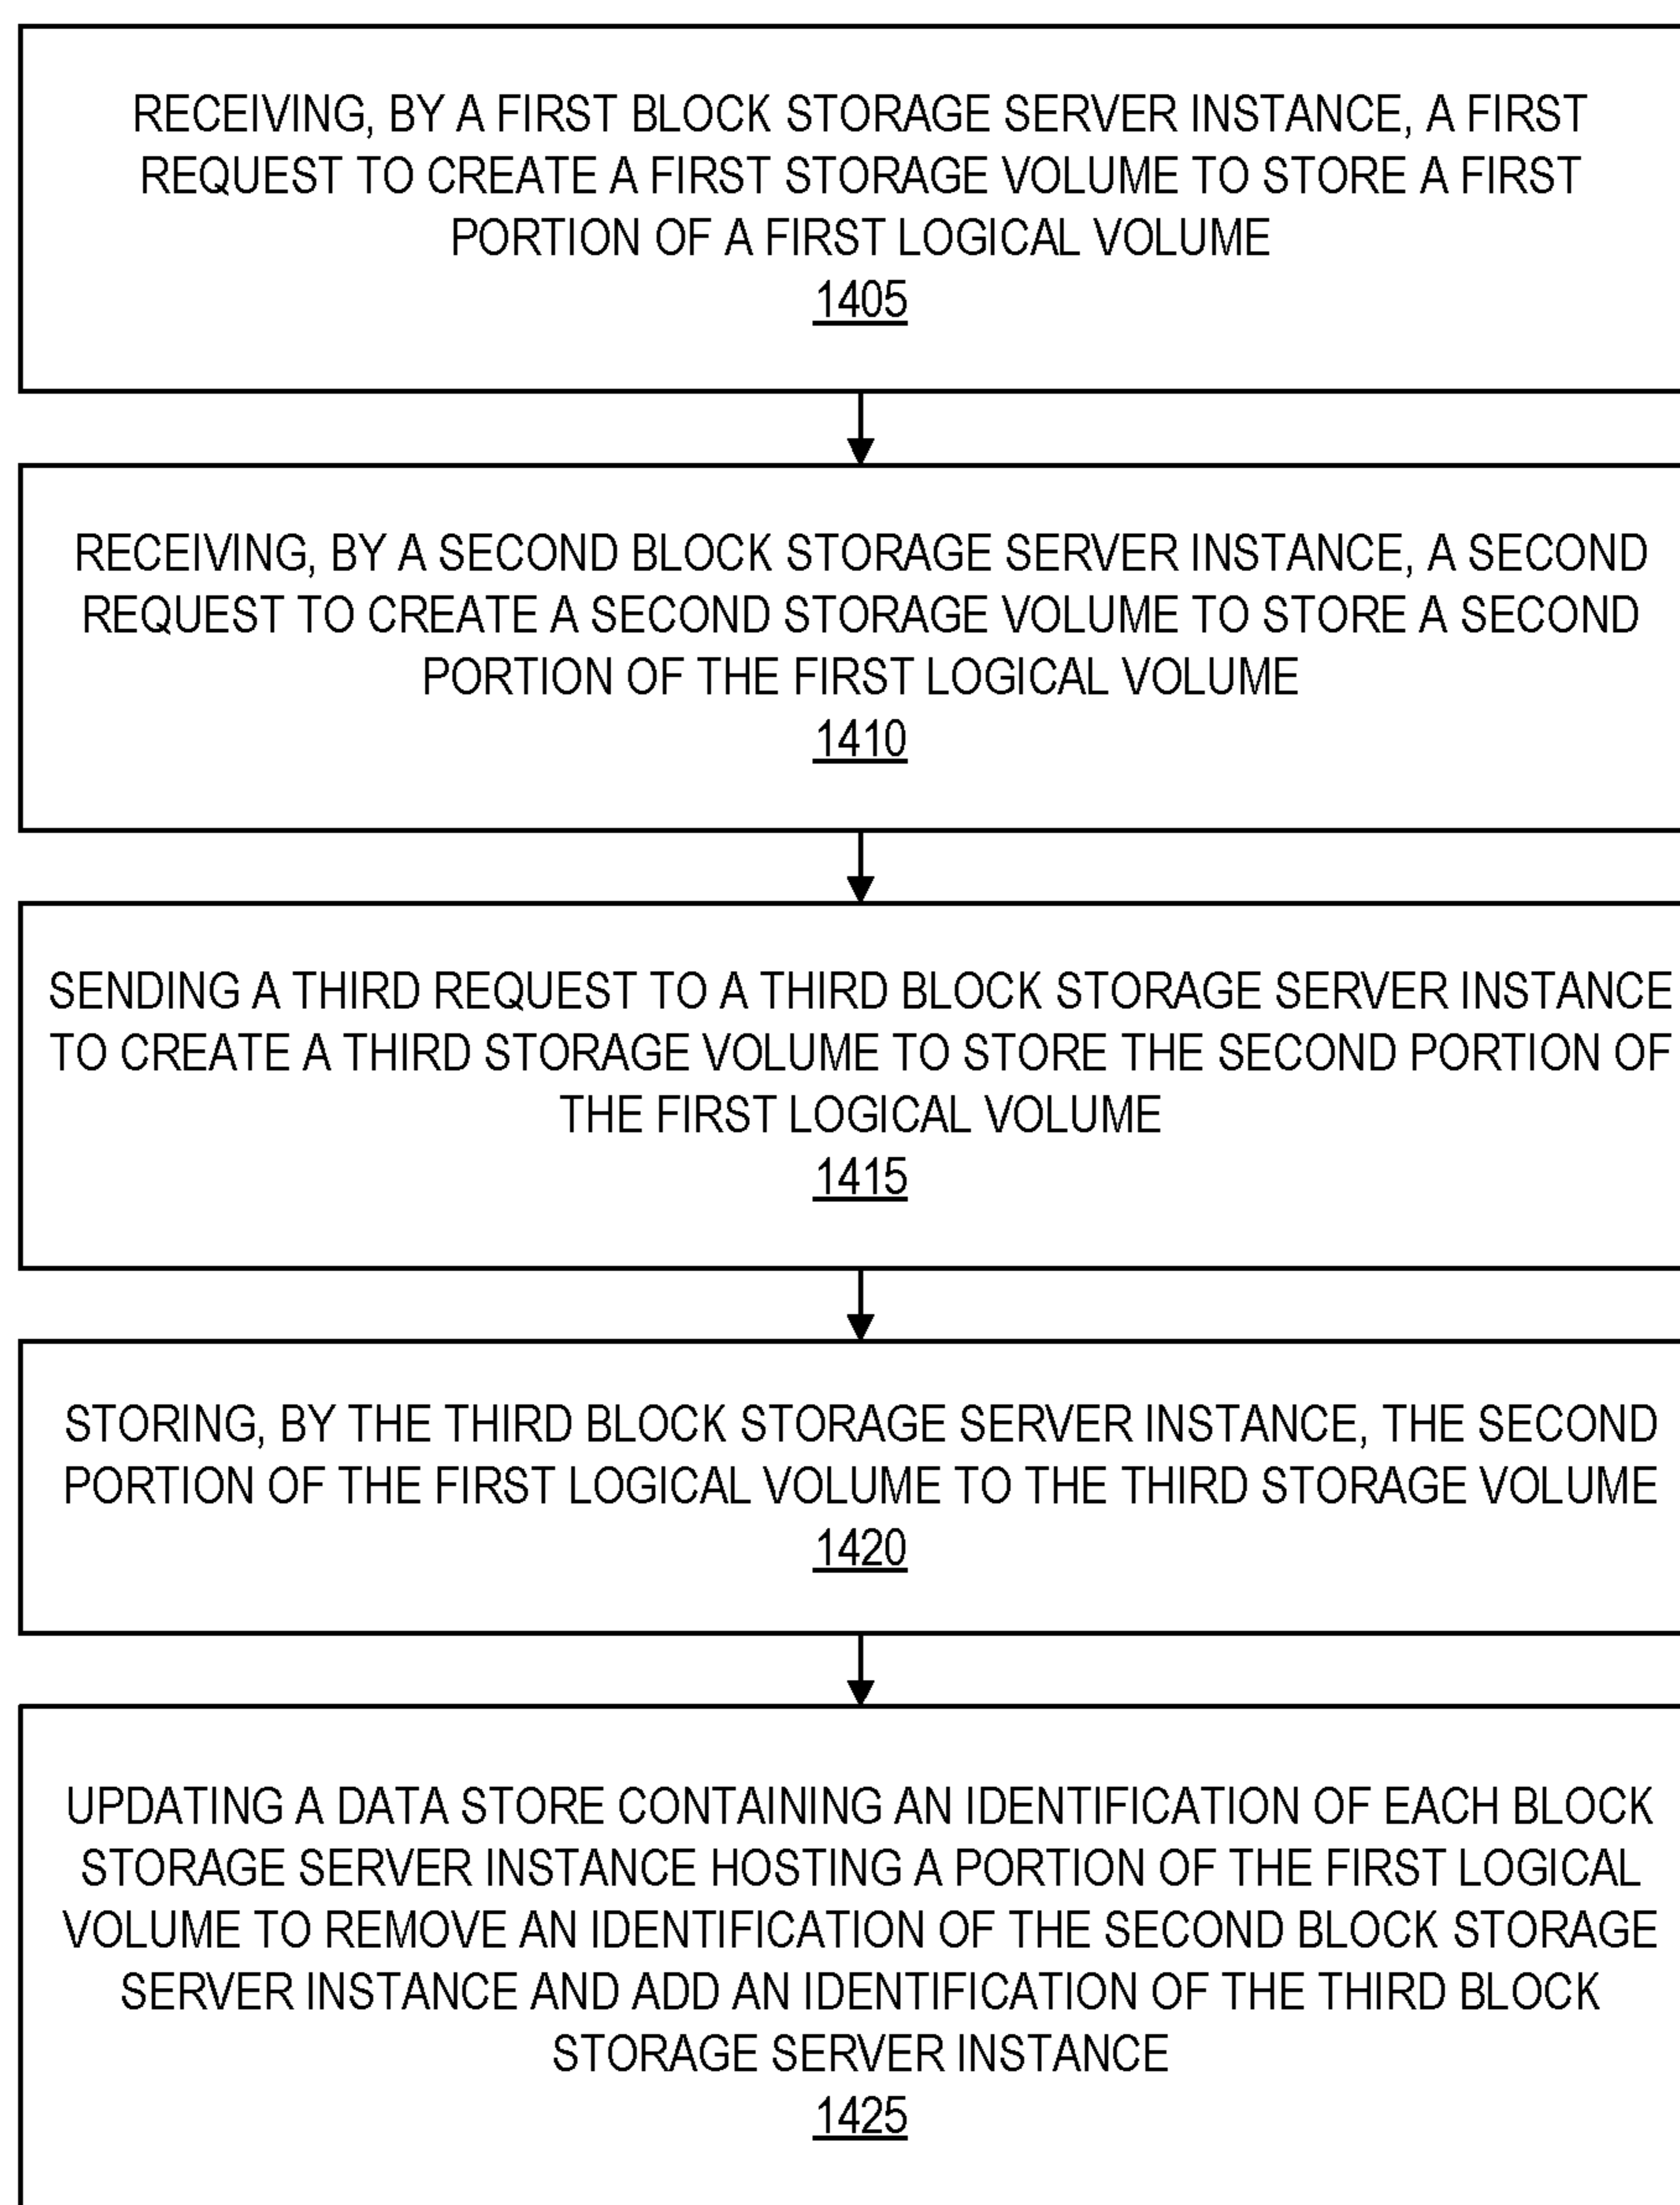 RECEIVING, BY A FIRST BLOCK STORAGE SERVER INSTANCE, A FIRST
REQUEST TO CREATE A FIRST STORAGE VOLUME TO STORE A FIRST
PORTION OF A FIRST LOGICAL VOLUME
1405
RECEIVING, BY A SECOND BLOCK STORAGE SERVER INSTANCE, A SECOND
REQUEST TO CREATE A SECOND STORAGE VOLUME TO STORE A SECOND
PORTION OF THE FIRST LOGICAL VOLUME
1410
SENDING A THIRD REQUEST TO A THIRD BLOCK STORAGE SERVER INSTANCE
TO CREATE A THIRD STORAGE VOLUME TO STORE THE SECOND PORTION OF
THE FIRST LOGICAL VOLUME
1415
STORING, BY THE THIRD BLOCK STORAGE SERVER INSTANCE, THE SECOND
PORTION OF THE FIRST LOGICAL VOLUME TO THE THIRD STORAGE VOLUME
1420
UPDATING A DATA STORE CONTAINING AN IDENTIFICATION OF EACH BLOCK
STORAGE SERVER INSTANCE HOSTING A PORTION OF THE FIRST LOGICAL
VOLUME TO REMOVE AN IDENTIFICATION OF THE SECOND BLOCK STORAGE
SERVER INSTANCE AND ADD AN IDENTIFICATION OF THE THIRD BLOCK
STORAGE SERVER INSTANCE
1425